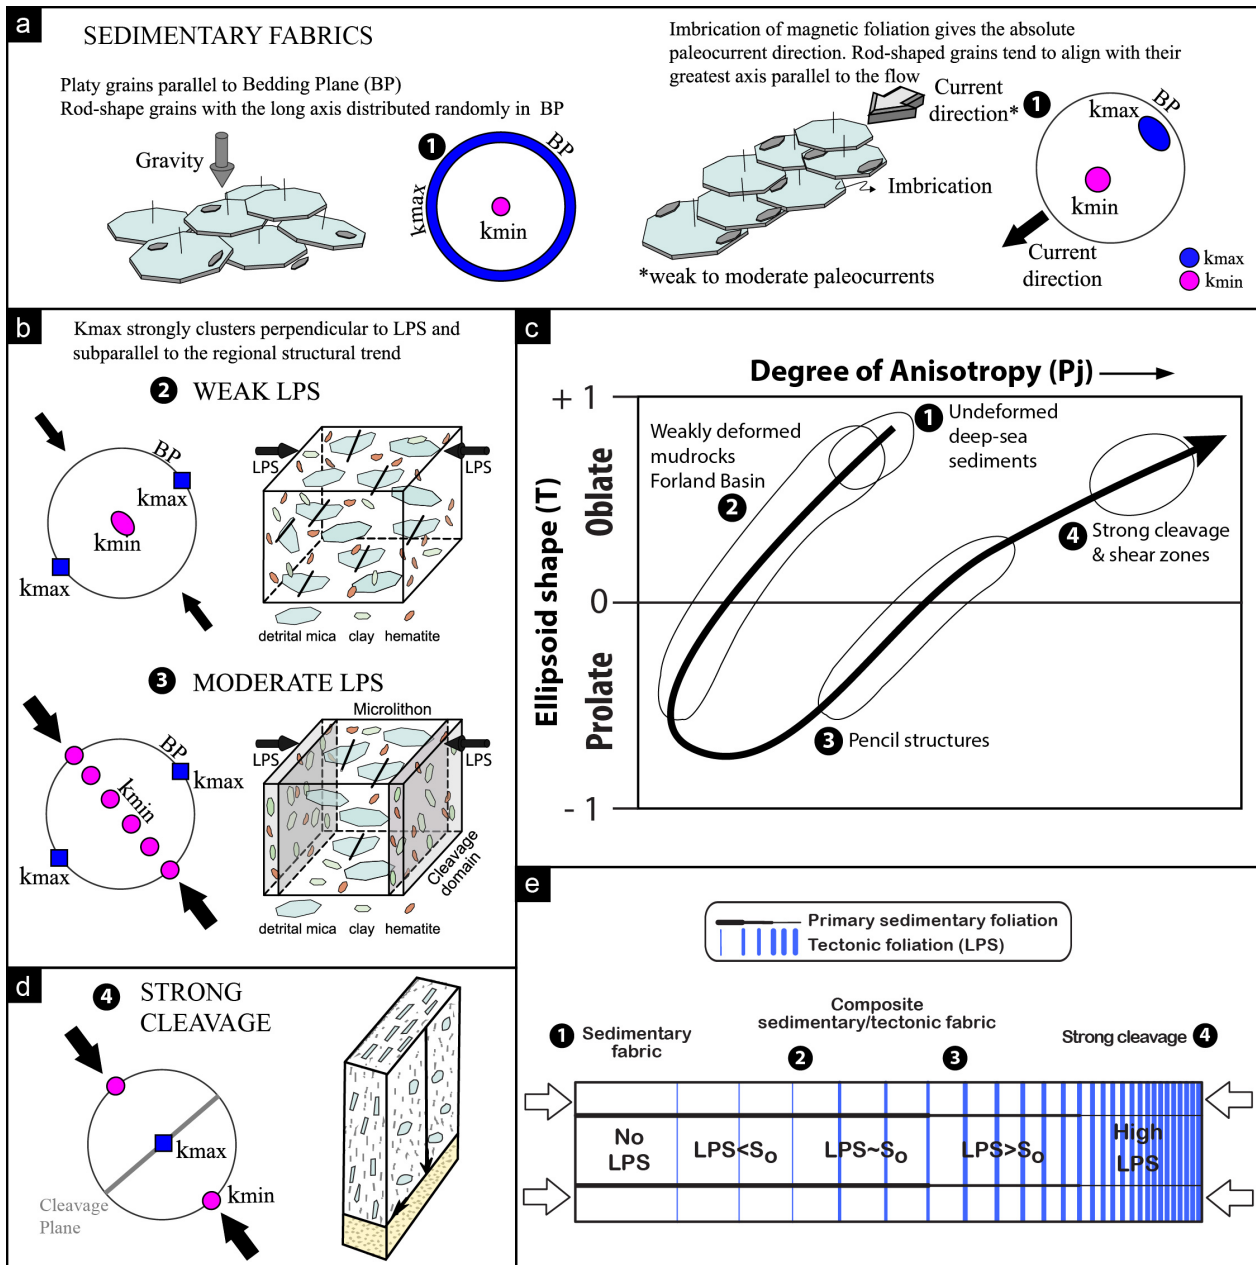 a
SEDIMENTARY FABRICS
Platy grains parallel to Bedding Plane (BP)
Rod-shape grains with the long axis distributed randomly in BP
Gravity
1
BP
kmax
kmin
Imbrication of magnetic foliation gives the absolute
paleocurrent direction. Rod-shaped grains tend to align with their
greatest axis parallel to the flow
Current
direction*
1
BP
kmax
Imbrication
kmin
*weak to moderate paleocurrents
Current
direction
kmax
kmin
b
Kmax strongly clusters perpendicular to LPS and
subparallel to the regional structural trend
2 WEAK LPS
BP
kmax
kmin
kmax
LPS
LPS
detrital mica clay hematite
3 MODERATE LPS
BP
kmax
kmin
kmax
Microlithon
LPS
LPS
Cleavage
domain
detrital mica clay hematite
c
Degree of Anisotropy (Pj)
+ 1
0
- 1
Ellipsoid shape (T)
Oblate
Prolate
Weakly deformed
mudrocks
Forland Basin
2
1 Undeformed
deep-sea
sediments
4 Strong cleavage
& shear zones
3 Pencil structures
d
4 STRONG
CLEAVAGE
kmax
kmin
Cleavage
Plane
e
Primary sedimentary foliation
Tectonic foliation (LPS)
1 Sedimentary
fabric
Composite
sedimentary/tectonic fabric
2
3
Strong cleavage 4
No
LPS
LPS<So
LPS~So
LPS>So
High
LPS